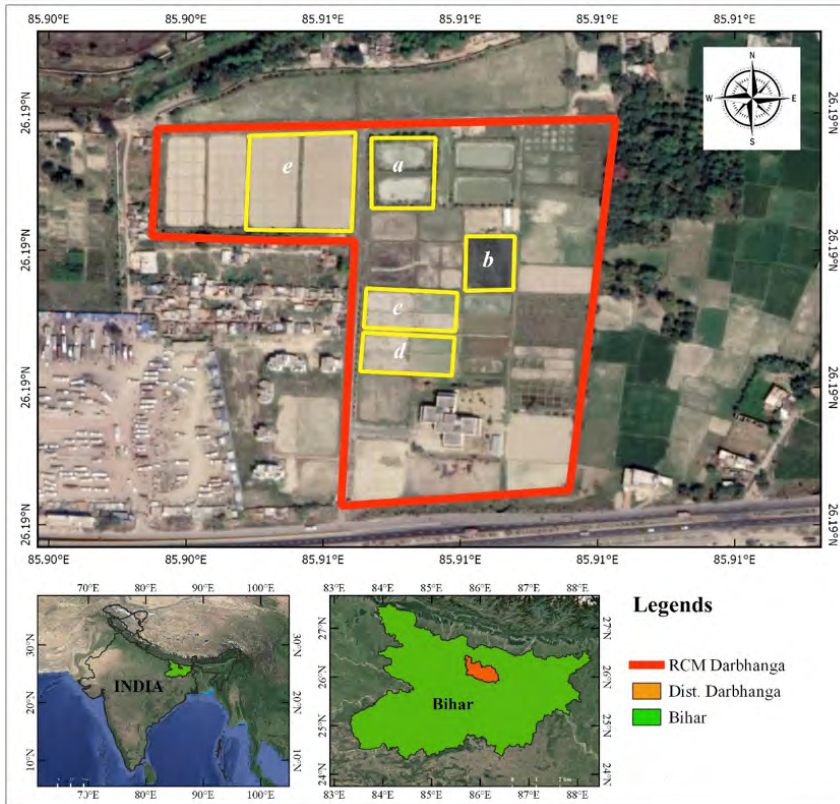 85.90°E 85.90°E 85.91°E 85.91°E 85.91°E
N
W E
S
26.19°N 26.19°N
26.19°N 26.19°N
26.19°N 26.19°N
26.19°N 26.19°N
e a
b
c
d
85.90°E 85.90°E 85.91°E 85.91°E 85.91°E 85.91°E
70°E 80°E 90°E 100°E
30°N 30°N
20°N 20°N
10°N 10°N
INDIA
70°E 80°E 90°E 100°E
83°E 84°E 85°E 86°E 87°E 88°E
27°N 27°N
26°N 26°N
25°N 25°N
24°N 24°N
Bihar
83°E 84°E 85°E 86°E 87°E 88°E
Legends
RCM Darbhanga
Dist. Darbhanga
Bihar